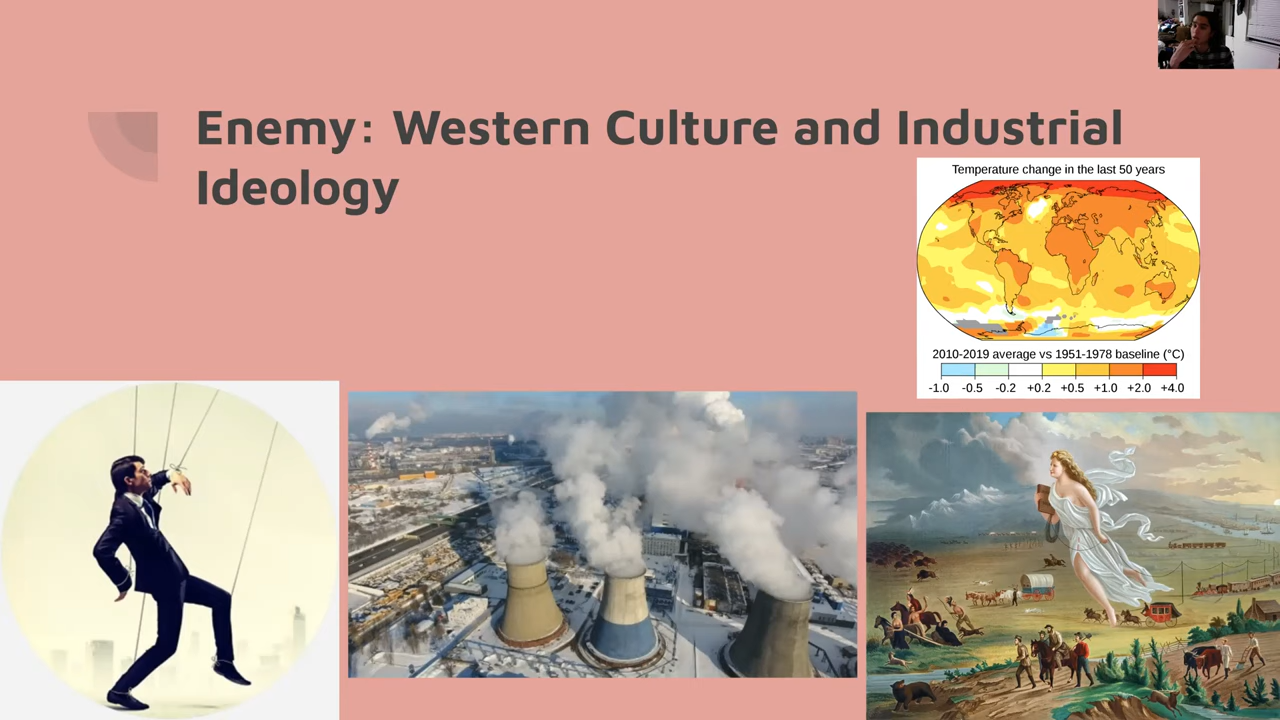 Enemy: Western Culture and Industrial
Ideology
Temperature change in the last 50 years
2010-2019 average vs 1951-1978 baseline (°C)
-1.0 -0.5 -0.2 +0.2 +0.5 +1.0 +2.0 +4.0